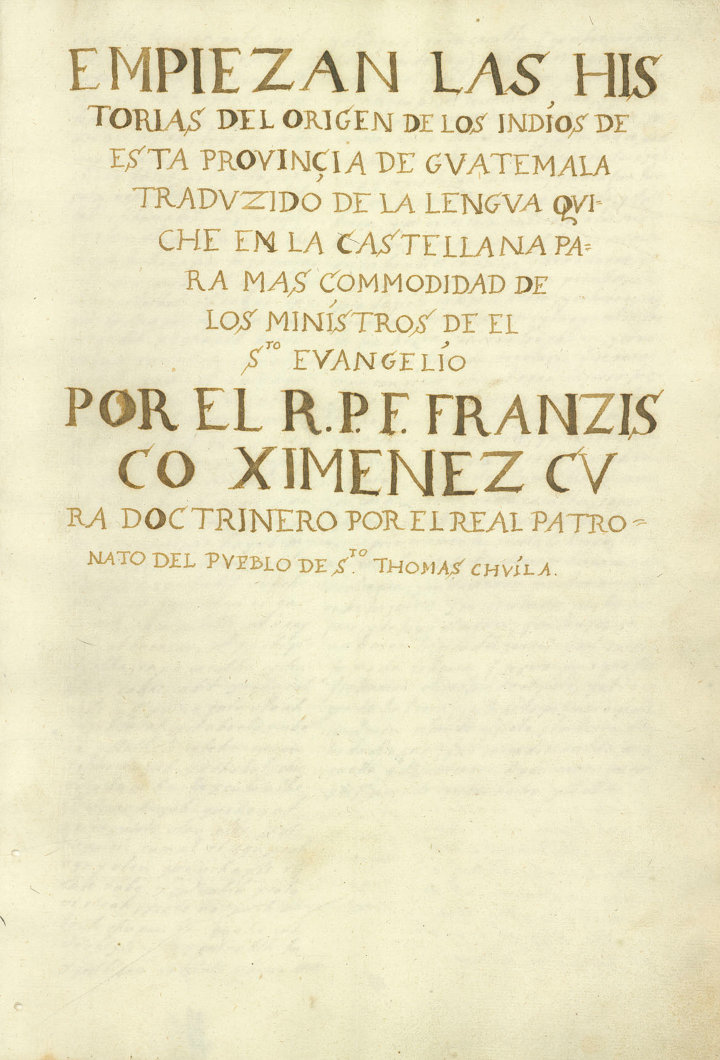 EMPIEZAN LAS HIS
TORIAS DEL ORIGEN DE LOS INDIOS DE
ESTA PROVINÇIA DE GVATEMALA
TRADVZIDO DE LA LENGVA QVI-
CHE EN LA CASTELLANA PA=
RA MAS COMMODIDAD DE
LOS MINISTROS DE EL
S.ᵀᴼ EVANGELIO
POR EL R.P.F. FRANZIS
CO XIMENEZ CV
RA DOCTRINERO POR EL REAL PATRO=
NATO DEL PVEBLO DE S.ᵀᴼ THOMAS CHVÍLA.